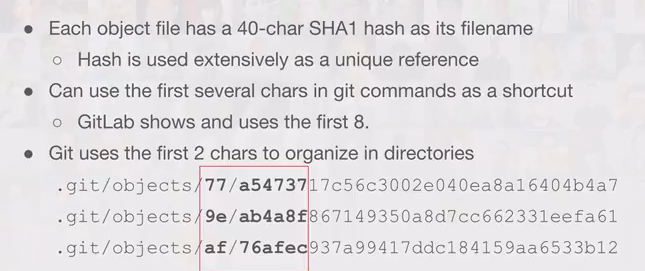 ● Each object file has a 40-char SHA1 hash as its filename
○ Hash is used extensively as a unique reference
● Can use the first several chars in git commands as a shortcut
○ GitLab shows and uses the first 8.
● Git uses the first 2 chars to organize in directories
.git/objects/77/a5473717c56c3002e040ea8a16404b4a7
.git/objects/9e/ab4a8f867149350a8d7cc662331eefa61
.git/objects/af/76afec937a99417ddc184159aa6533b12